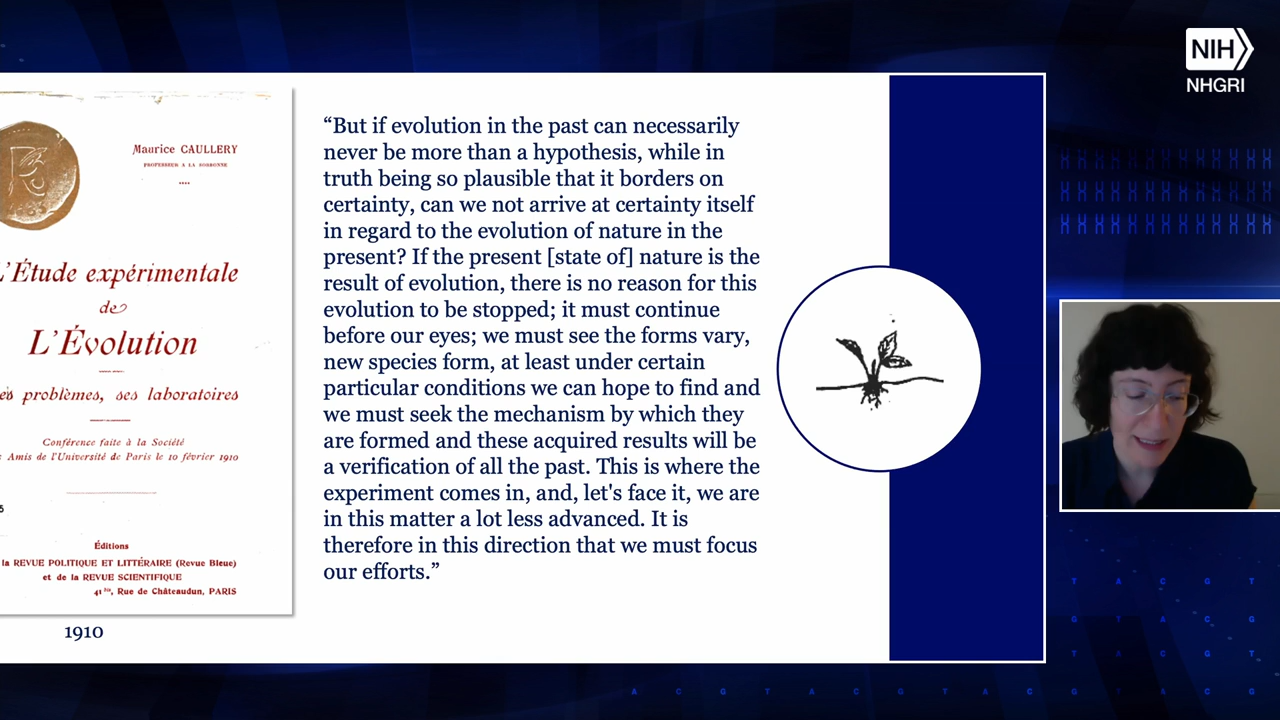 NIH
NHGRI
Maurice CAULLERY
PROFESSEUR A LA SORBONNE
L'Étude expérimentale
de
L'Évolution
problèmes, ses laboratoires
Conférence faite à la Société
Amis de l'Université de Paris le 10 février 1910
Éditions
la REVUE POLITIQUE ET LITTÉRAIRE (Revue Bleue)
et de la REVUE SCIENTIFIQUE
41 bis, Rue de Châteaudun, PARIS
1910
“But if evolution in the past can necessarily
never be more than a hypothesis, while in
truth being so plausible that it borders on
certainty, can we not arrive at certainty itself
in regard to the evolution of nature in the
present? If the present [state of] nature is the
result of evolution, there is no reason for this
evolution to be stopped; it must continue
before our eyes; we must see the forms vary,
new species form, at least under certain
particular conditions we can hope to find and
we must seek the mechanism by which they
are formed and these acquired results will be
a verification of all the past. This is where the
experiment comes in, and, let's face it, we are
in this matter a lot less advanced. It is
therefore in this direction that we must focus
our efforts.”
T A C G T
G T A C G
T A C G T
A C G T A C G T A C G T A C G